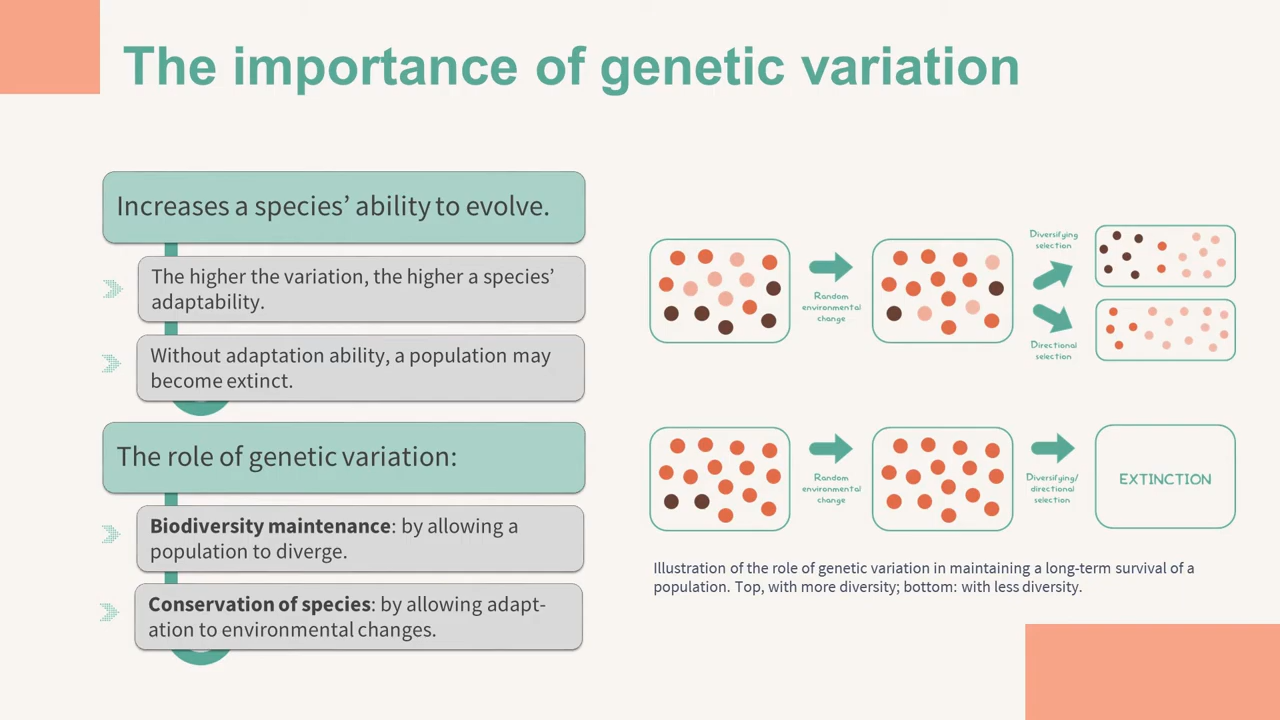 The importance of genetic variation
Increases a species’ ability to evolve.
The higher the variation, the higher a species’
adaptability.
Without adaptation ability, a population may
become extinct.
The role of genetic variation:
Biodiversity maintenance: by allowing a
population to diverge.
Conservation of species: by allowing adapt-
ation to environmental changes.
Random
environmental
change
Diversifying
selection
Directional
selection
Random
environmental
change
Diversifying/
directional
selection
EXTINCTION
Illustration of the role of genetic variation in maintaining a long-term survival of a
population. Top, with more diversity; bottom: with less diversity.